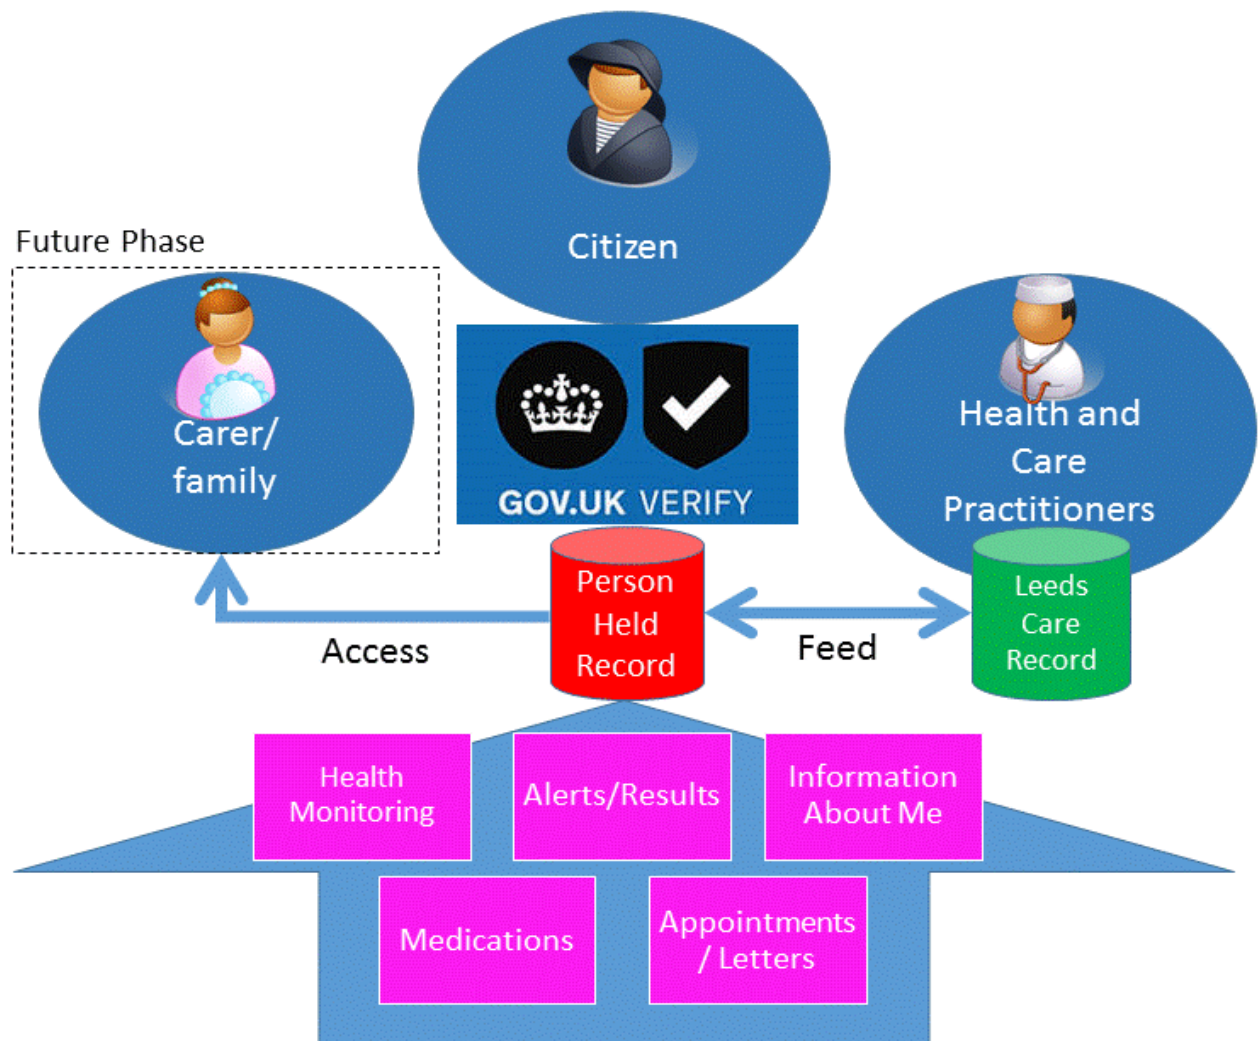 Citizen
Future Phase
Carer/
family
GOV.UK VERIFY
Health and
Care
Practitioners
Person
Held
Record
Leeds
Care
Record
Access
Feed
Health
Monitoring
Alerts/Results
Information
About Me
Medications
Appointments
/ Letters